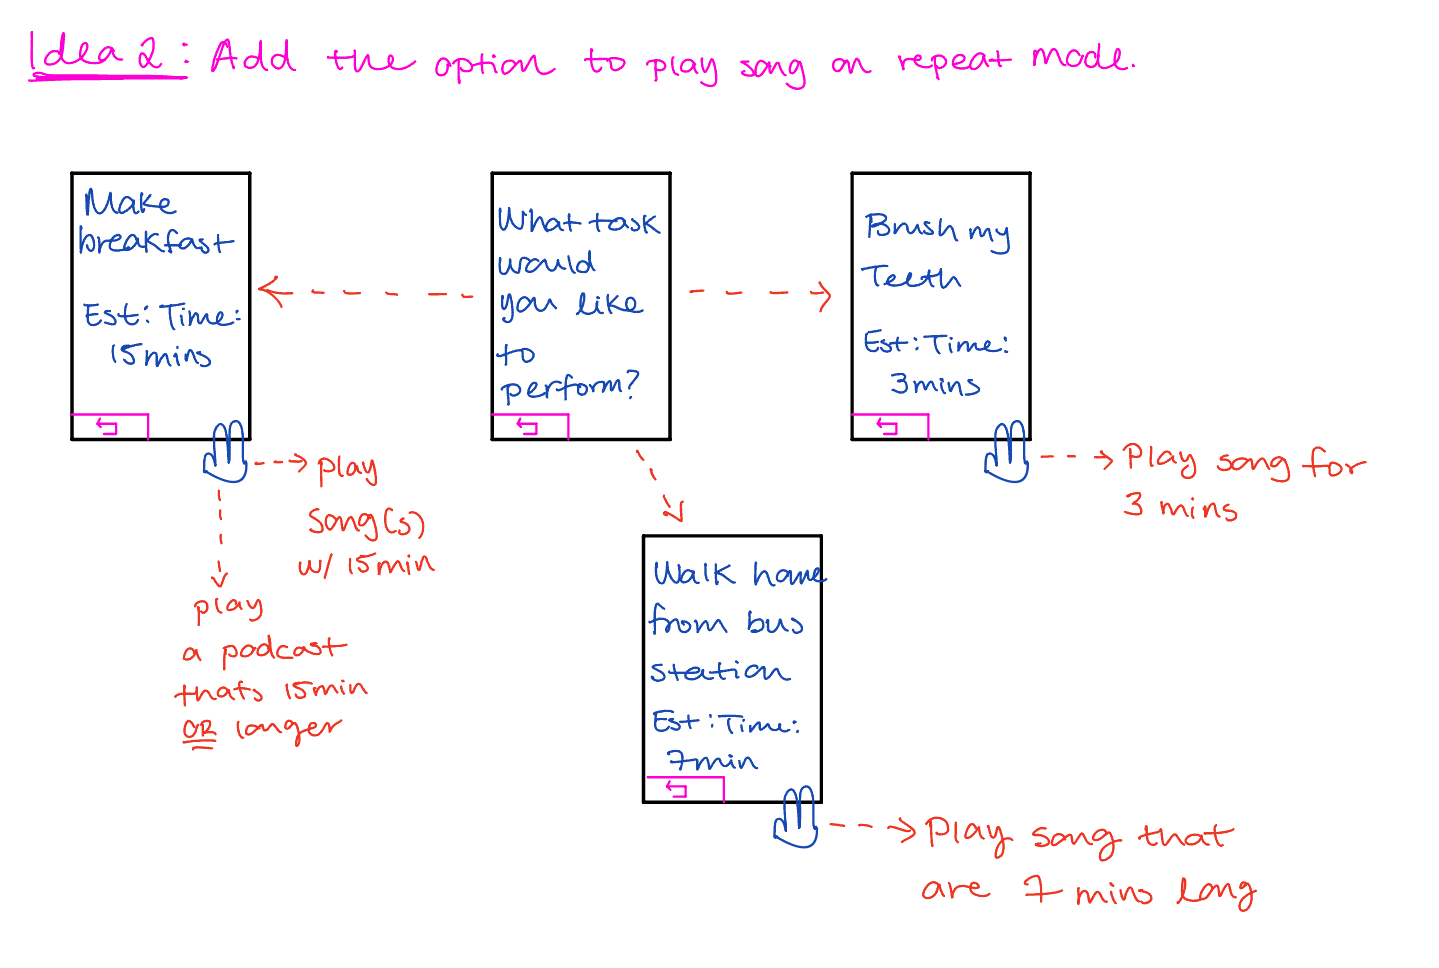 Idea 2: Add the option to play song on repeat mode.
Make
breakfast
Est: Time:
15mins
play
song(s)
w/ 15min
play
a podcast
thats 15min
OR longer
What task
would
you like
to
perform?
Brush my
Teeth
Est: Time:
3mins
Play song for
3 mins
Walk home
from bus
station
Est: Time:
7min
Play song that
are 7 mins long